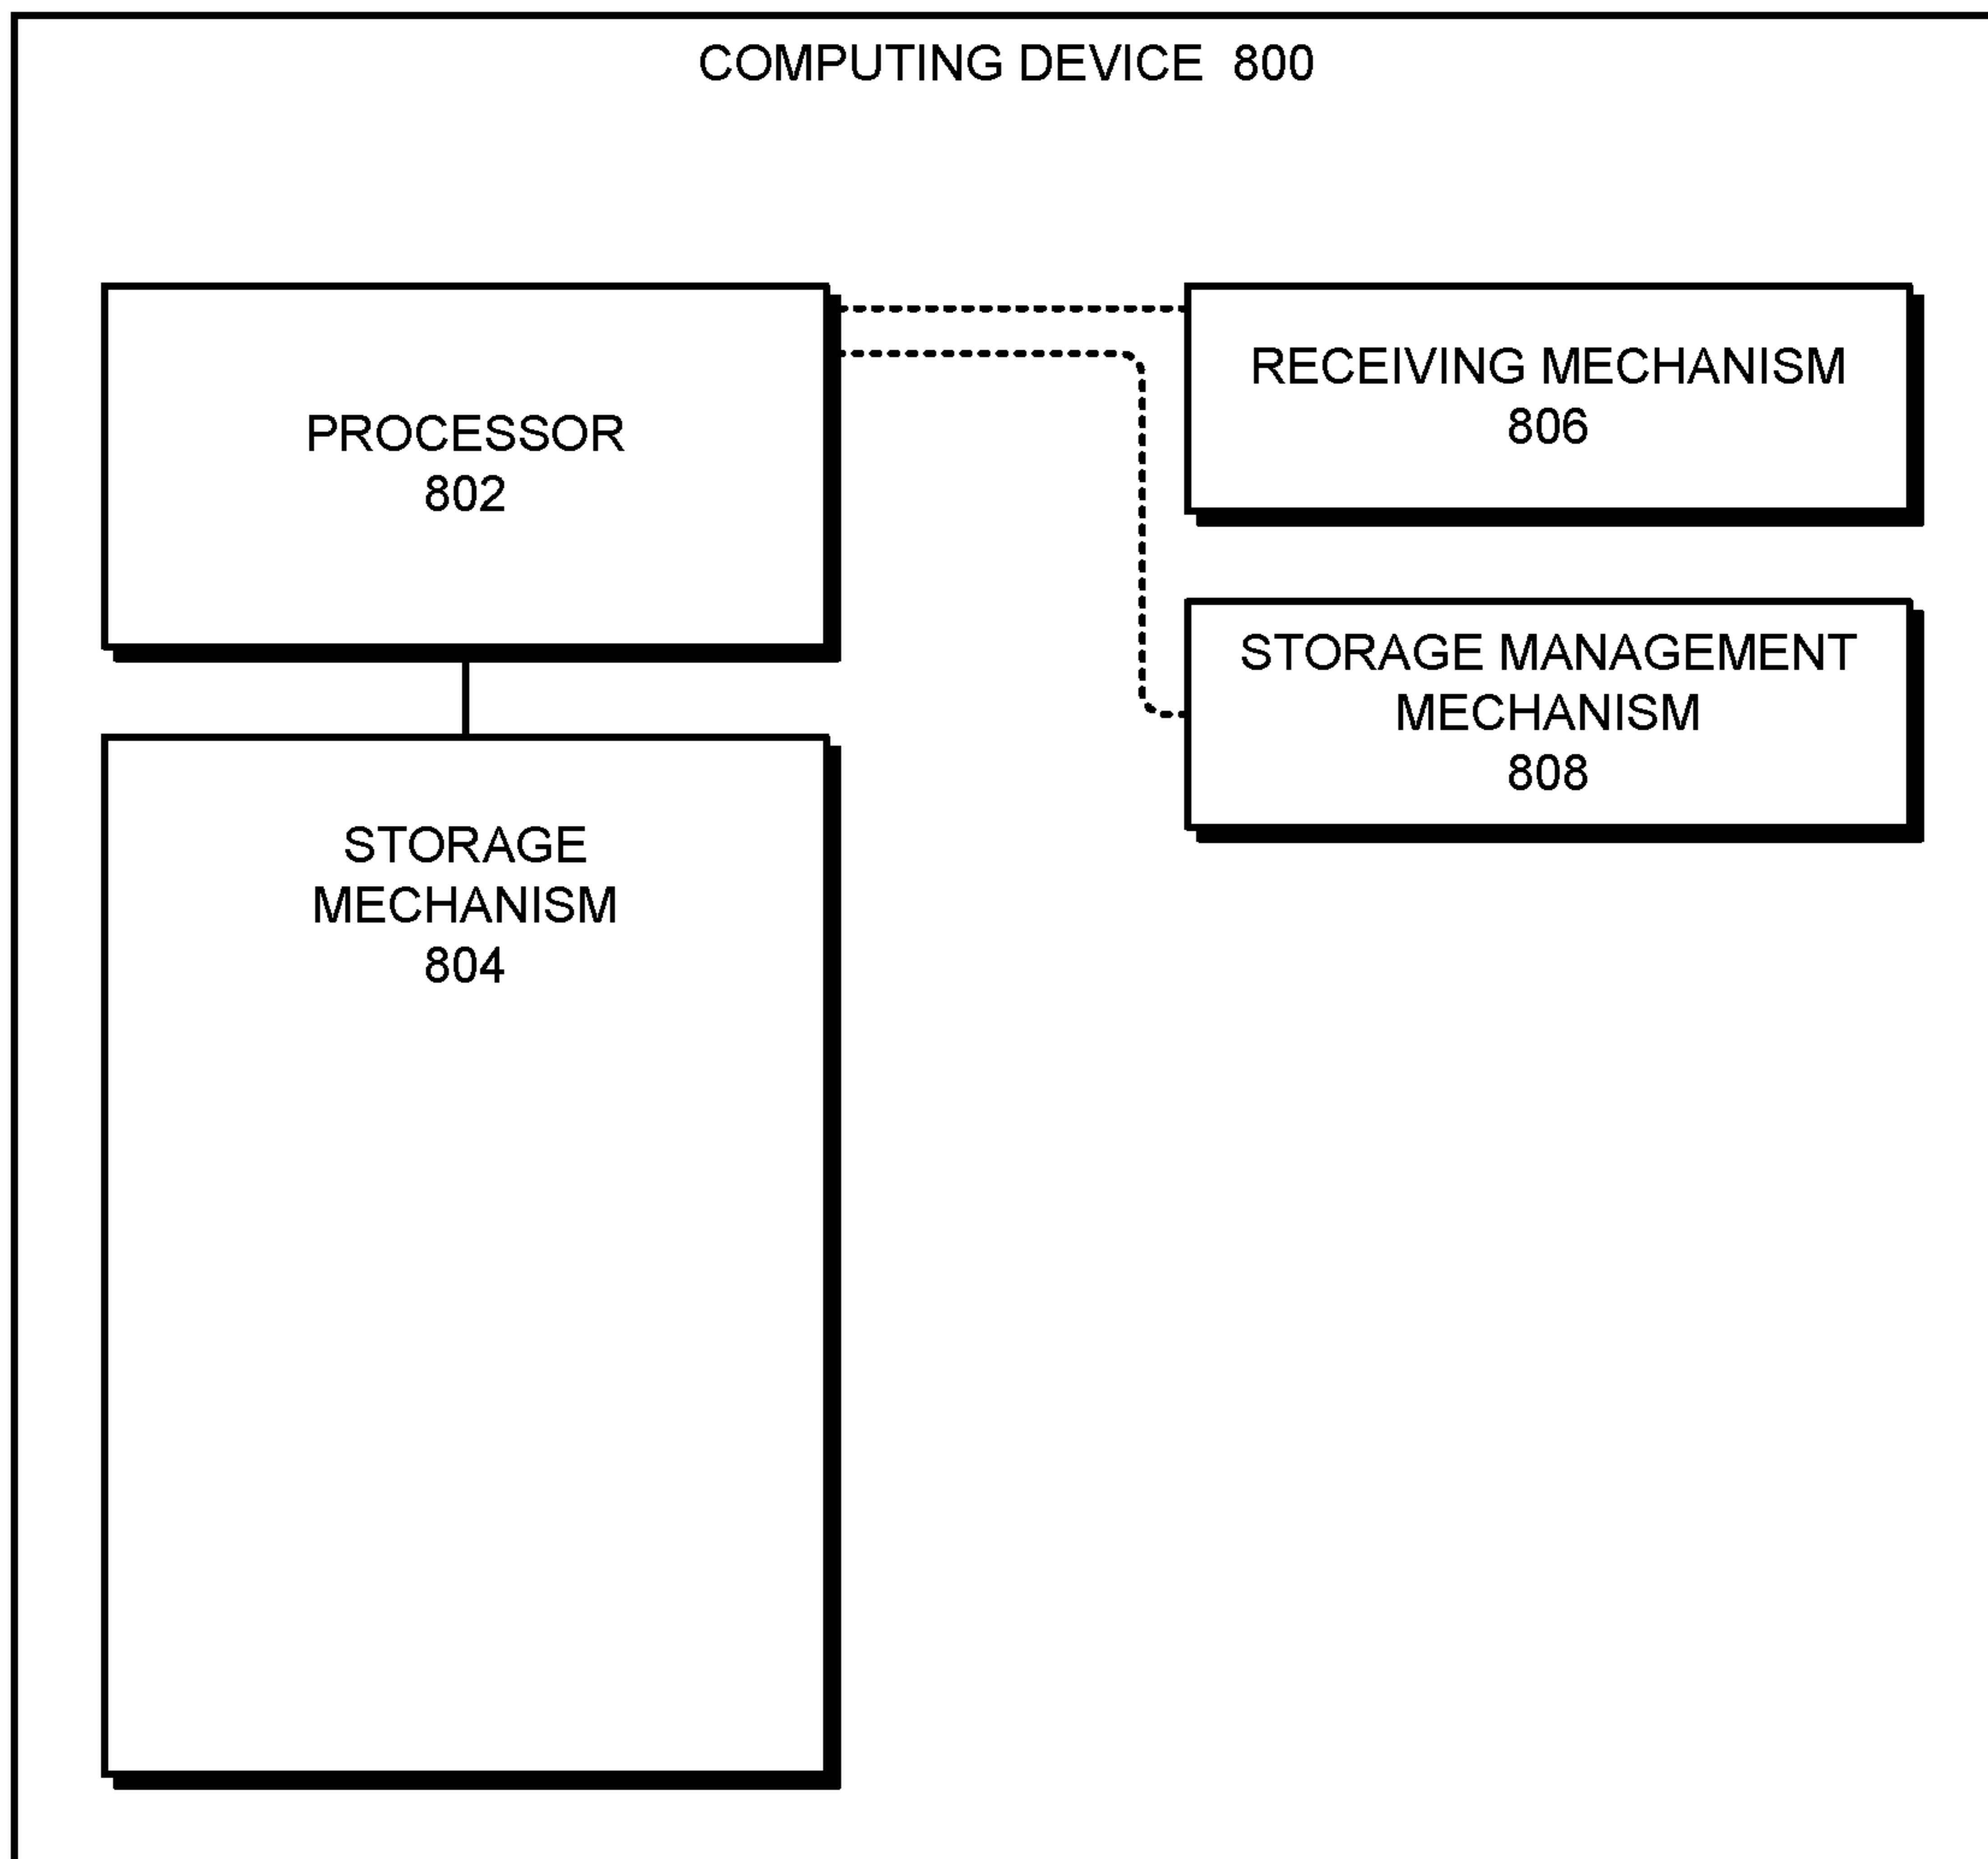 COMPUTING DEVICE 800
PROCESSOR
802
RECEIVING MECHANISM
806
STORAGE MANAGEMENT
MECHANISM
808
STORAGE
MECHANISM
804